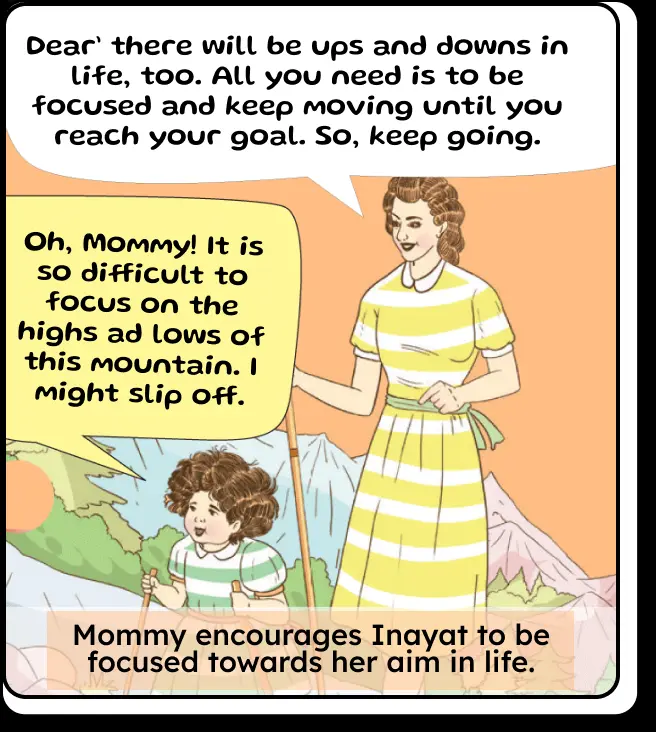 Dear' there will be ups and downs in
life, too. All you need is to be
focused and keep moving until you
reach your goal. So, keep going.
Oh, Mommy! It is
so difficult to
focus on the
highs ad lows of
this mountain. I
might slip off.
Mommy encourages Inayat to be
focused towards her aim in life.